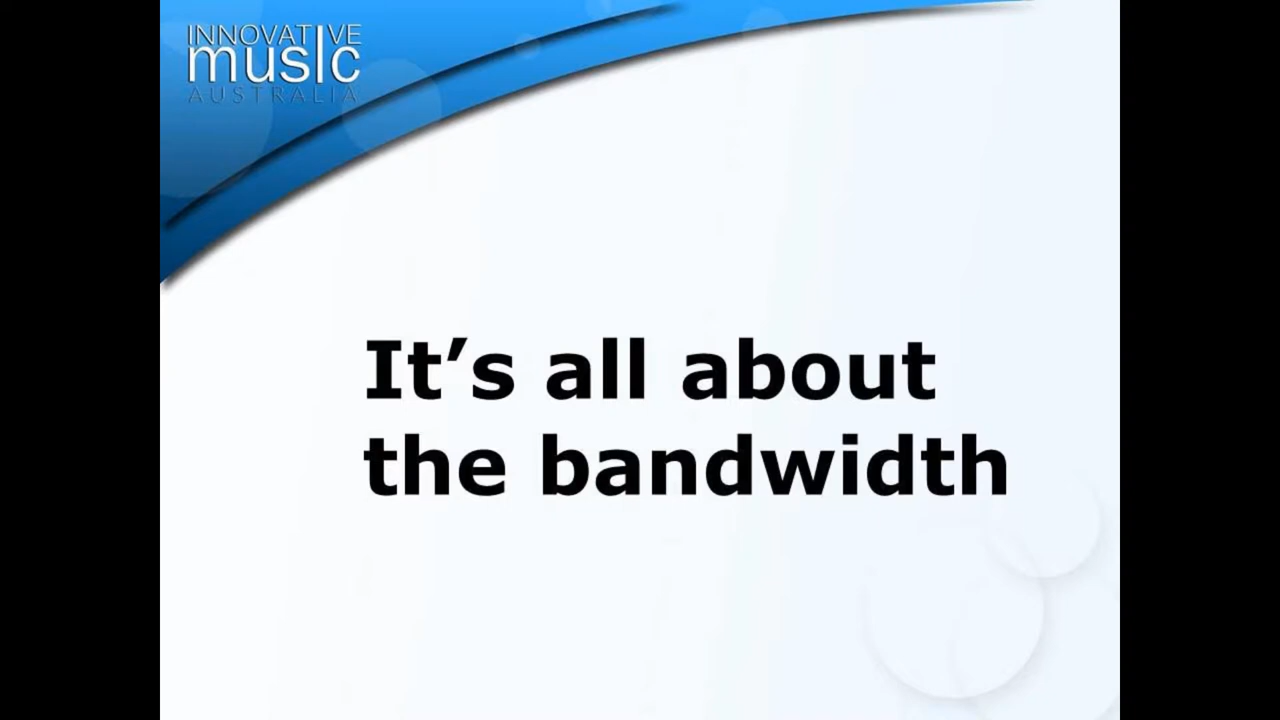 INNOVATIVE
music
AUSTRALIA
It’s all about
the bandwidth